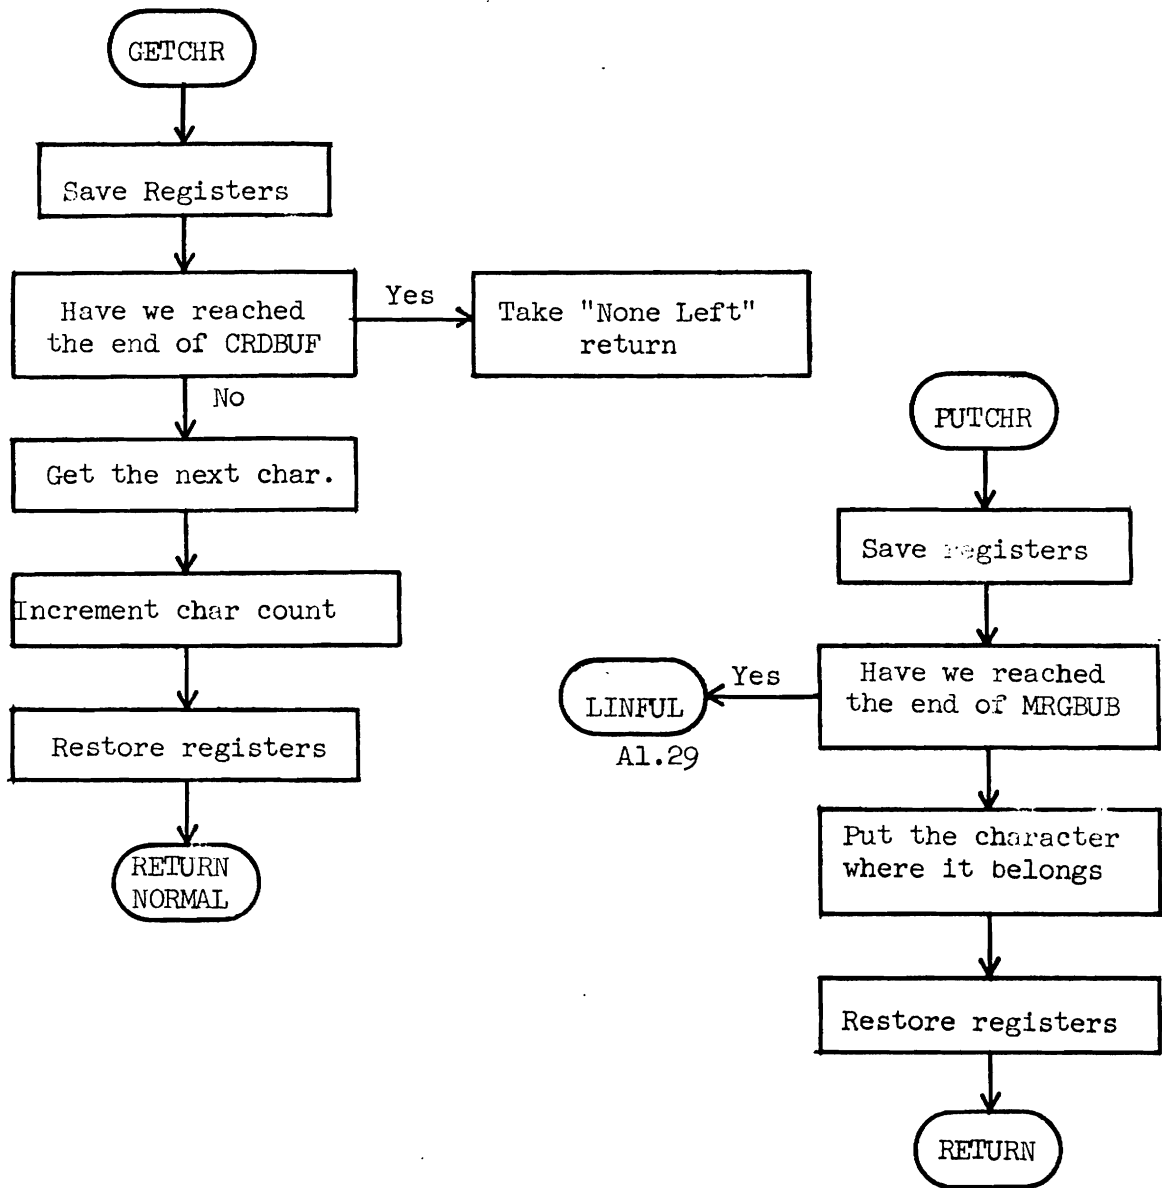 GETCHR
Save Registers
Have we reached
the end of CRDBUF
Yes
Take "None Left"
return
No
Get the next char.
Increment char count
Restore registers
RETURN
NORMAL
PUTCHR
Save registers
Have we reached
the end of MRGBUB
Yes
LINFUL
A1.29
Put the character
where it belongs
Restore registers
RETURN